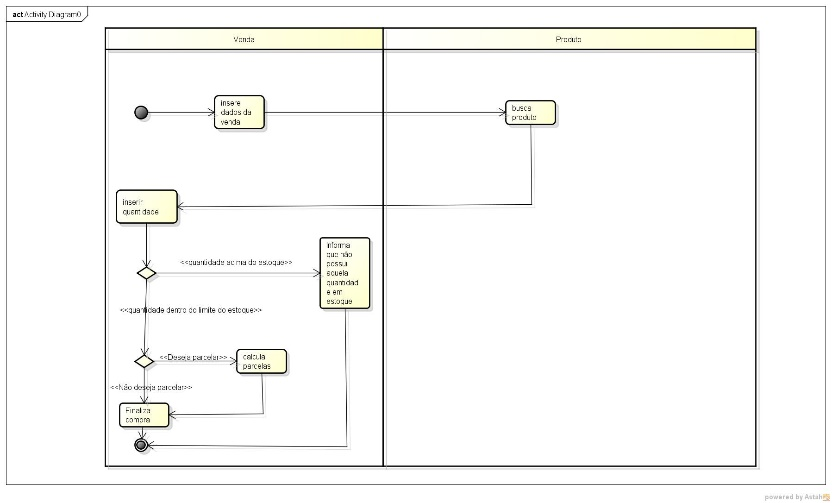 act Activity Diagram0
Venda
Produto
insere
dados da
venda
busca
produto
inserir
quantidade
<<quantidade acima do estoque>>
Informa
que não
possui
aquela
quantidad
e em
estoque
<<quantidade dentro do limite do estoque>>
<<Deseja parcelar>>
calcula
parcelas
<<Não deseja parcelar>>
Finaliza
compra
powered by Astah